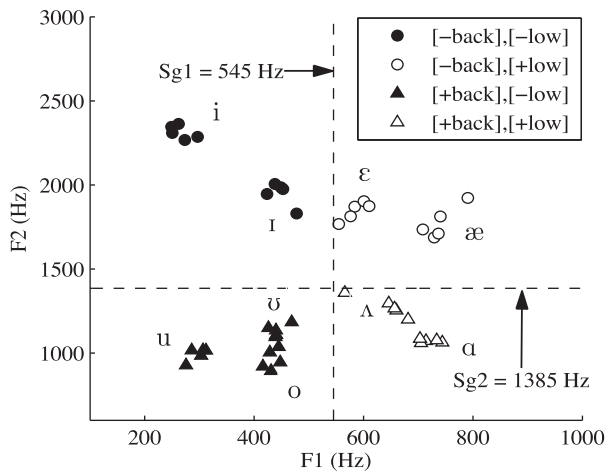 [−back],[−low]
[−back],[+low]
[+back],[−low]
[+back],[+low]
Sg1 = 545 Hz
3000
2500
2000
1500
1000
F2 (Hz)
i
ɪ
ɛ
æ
u
ʊ
o
ʌ
ɑ
Sg2 = 1385 Hz
200
400
600
800
1000
F1 (Hz)